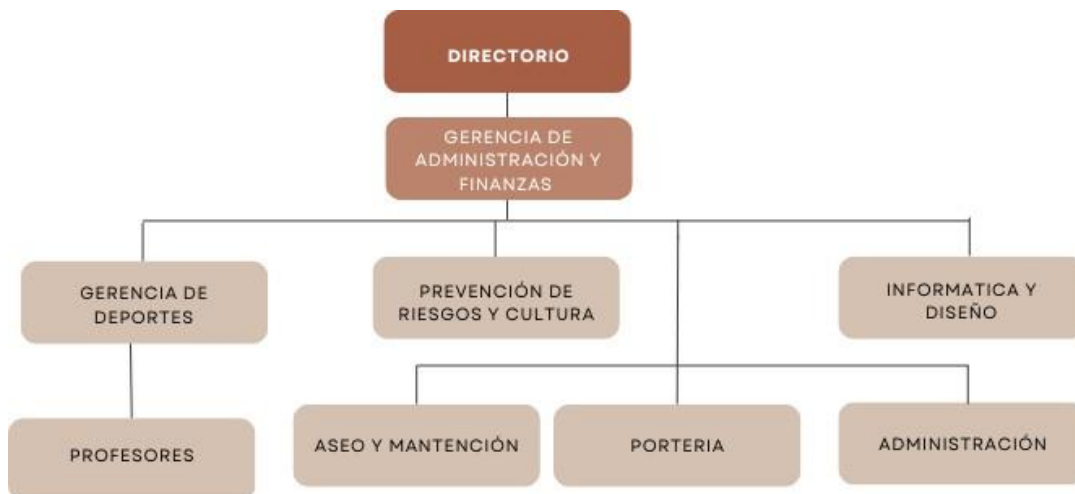 DIRECTORIO
GERENCIA DE
ADMINISTRACIÓN Y
FINANZAS
GERENCIA DE
DEPORTES
PREVENCIÓN DE
RIESGOS Y CULTURA
INFORMATICA Y
DISEÑO
PROFESORES
ASEO Y MANTENCIÓN
PORTERIA
ADMINISTRACIÓN